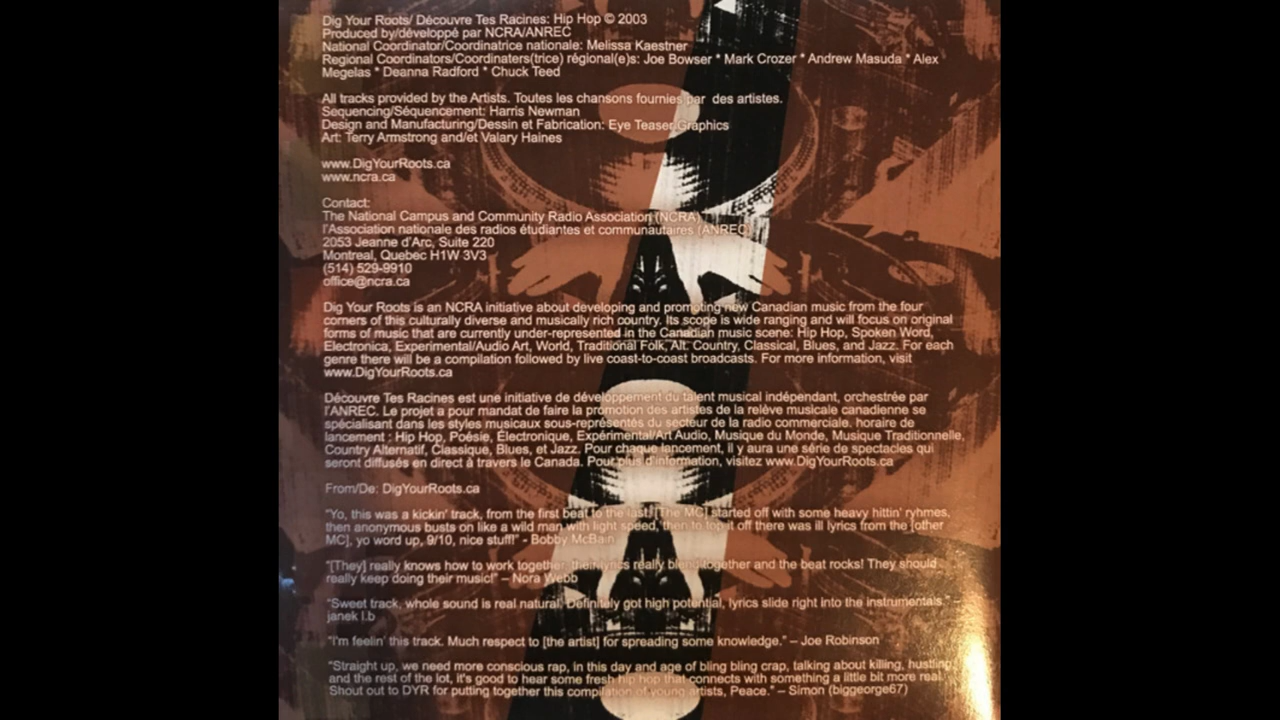 Dig Your Roots/ Découvre Tes Racines: Hip Hop © 2003
Produced by/développé par NCRA/ANREC
National Coordinator/Coordinatrice nationale: Melissa Kaestner
Regional Coordinators/Coordinaters(trice) régional(e)s: Joe Bowser * Mark Crozer * Andrew Masuda * Alex
Megelas * Deanna Radford * Chuck Teed
All tracks provided by the Artists. Toutes les chansons fournies par des artistes.
Sequencing/Séquencement: Harris Newman
Design and Manufacturing/Dessin et Fabrication: Eye Teaser Graphics
Art: Terry Armstrong and/et Valary Haines
www.DigYourRoots.ca
www.ncra.ca
Contact:
The National Campus and Community Radio Association (NCRA)
l'Association nationale des radios étudiantes et communautaires (ANREC)
2053 Jeanne d'Arc, Suite 220
Montreal, Quebec H1W 3V3
(514) 529-9910
office@ncra.ca
Dig Your Roots is an NCRA initiative about developing and promoting new Canadian music from the four
corners of this culturally diverse and musically rich country. Its scope is wide ranging and will focus on original
forms of music that are currently under-represented in the Canadian music scene: Hip Hop, Spoken Word,
Electronica, Experimental/Audio Art, World, Traditional Folk, Alt. Country, Classical, Blues, and Jazz. For each
genre there will be a compilation followed by live coast-to-coast broadcasts. For more information, visit
www.DigYourRoots.ca
Découvre Tes Racines est une initiative de développement du talent musical indépendant, orchestrée par
l'ANREC. Le projet a pour mandat de faire la promotion des artistes de la relève musicale canadienne se
spécialisant dans les styles musicaux sous-représentés du secteur de la radio commerciale. horaire de
lancement : Hip Hop, Poésie, Électronique, Expérimental/Art Audio, Musique du Monde, Musique Traditionnelle,
Country Alternatif, Classique, Blues, et Jazz. Pour chaque lancement, il y aura une série de spectacles qui
seront diffusés en direct à travers le Canada. Pour plus d'information, visitez www.DigYourRoots.ca
From/De: DigYourRoots.ca
"Yo, this was a kickin' track, from the first beat to the last! [The MC] started off with some heavy hittin' ryhmes,
then anonymous busts on like a wild man with light speed, then to top it off there was ill lyrics from the [other
MC], yo word up, 9/10, nice stuff!" - Bobby McBain
"[They] really knows how to work together, their lyrics really blend together and the beat rocks! They should
really keep doing their music!" – Nora Webb
"Sweet track, whole sound is real natural, Definitely got high potential, lyrics slide right into the instrumentals." –
janek l.b
"I'm feelin' this track. Much respect to [the artist] for spreading some knowledge." – Joe Robinson
"Straight up, we need more conscious rap, in this day and age of bling bling crap, talking about killing, hustling,
and the rest of the lot, it's good to hear some fresh hip hop that connects with something a little bit more real.
Shout out to DYR for putting together this compilation of young artists, Peace." – Simon (biggeorge67)